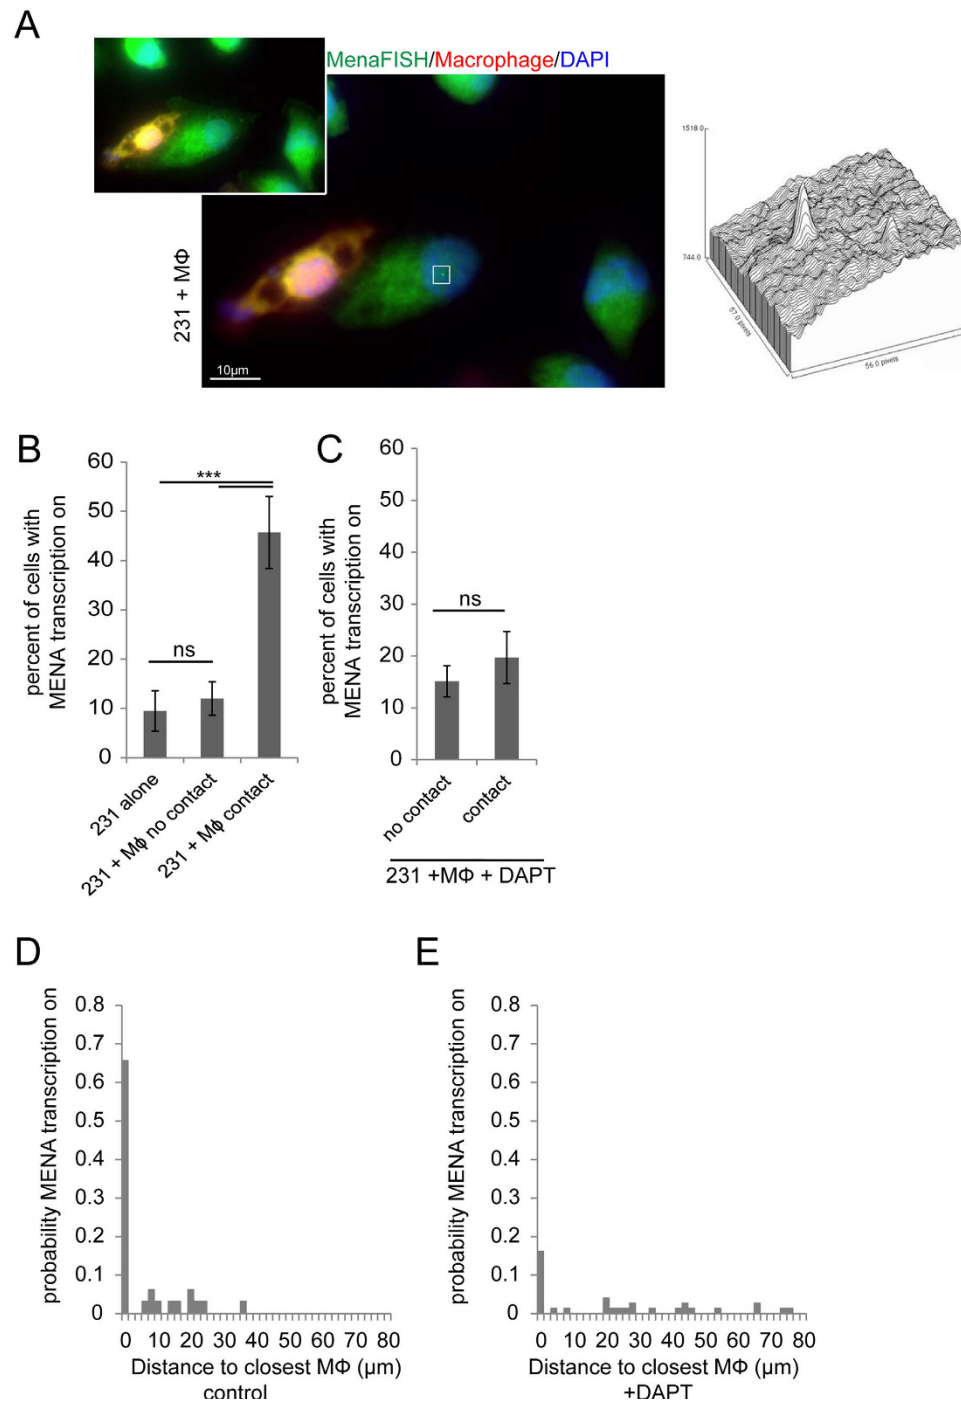 A
MenaFISH/Macrophage/DAPI
231 + MΦ
10µm
1518.0
744.0
57.0 pixels
56.0 pixels
B
percent of cells with
MENA transcription on
60
50
40
30
20
10
0
***
ns
231 alone
231 + Mϕ no contact
231 + Mϕ contact
C
percent of cells with
MENA transcription on
60
50
40
30
20
10
0
ns
no contact
contact
231 +MΦ + DAPT
D
probability MENA transcription on
0.8
0.7
0.6
0.5
0.4
0.3
0.2
0.1
0
0 10 20 30 40 50 60 70 80
Distance to closest MΦ (µm)
control
E
probability MENA transcription on
0.8
0.7
0.6
0.5
0.4
0.3
0.2
0.1
0
0 10 20 30 40 50 60 70 80
Distance to closest MΦ (µm)
+DAPT